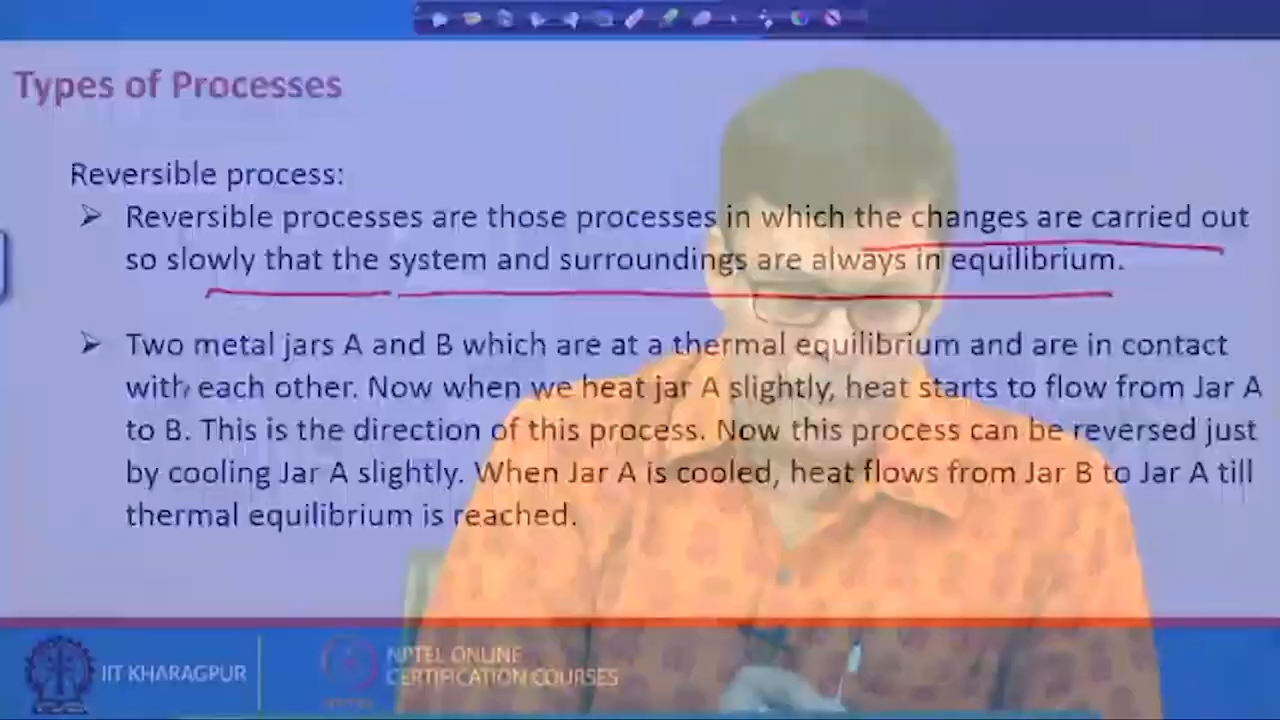 Types of Processes
Reversible process:
➢ Reversible processes are those processes in which the changes are carried out
so slowly that the system and surroundings are always in equilibrium.
➢ Two metal jars A and B which are at a thermal equilibrium and are in contact
with each other. Now when we heat jar A slightly, heat starts to flow from Jar A
to B. This is the direction of this process. Now this process can be reversed just
by cooling Jar A slightly. When Jar A is cooled, heat flows from Jar B to Jar A till
thermal equilibrium is reached.
IIT KHARAGPUR
NPTEL ONLINE
CERTIFICATION COURSES